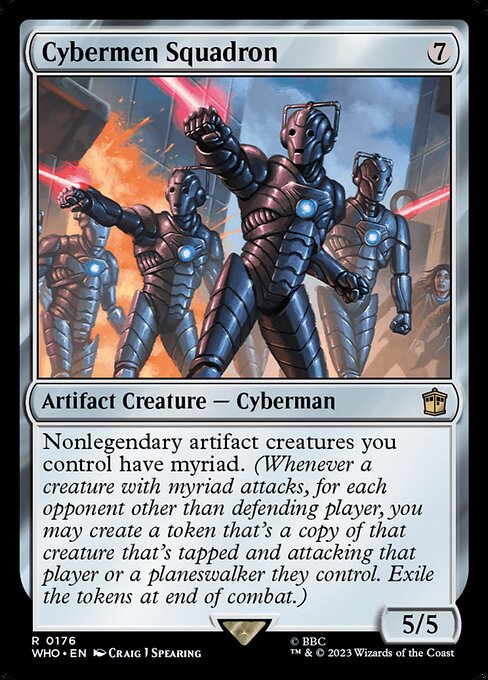 Cybermen Squadron 7
Artifact Creature — Cyberman
Nonlegendary artifact creatures you
control have myriad. (Whenever a
creature with myriad attacks, for each
opponent other than defending player, you
may create a token that's a copy of that
creature that's tapped and attacking that
player or a planeswalker they control. Exile
the tokens at end of combat.)
5/5
R 0176
WHO • EN Craig J Spearing
© BBC
™ & © 2023 Wizards of the Coast